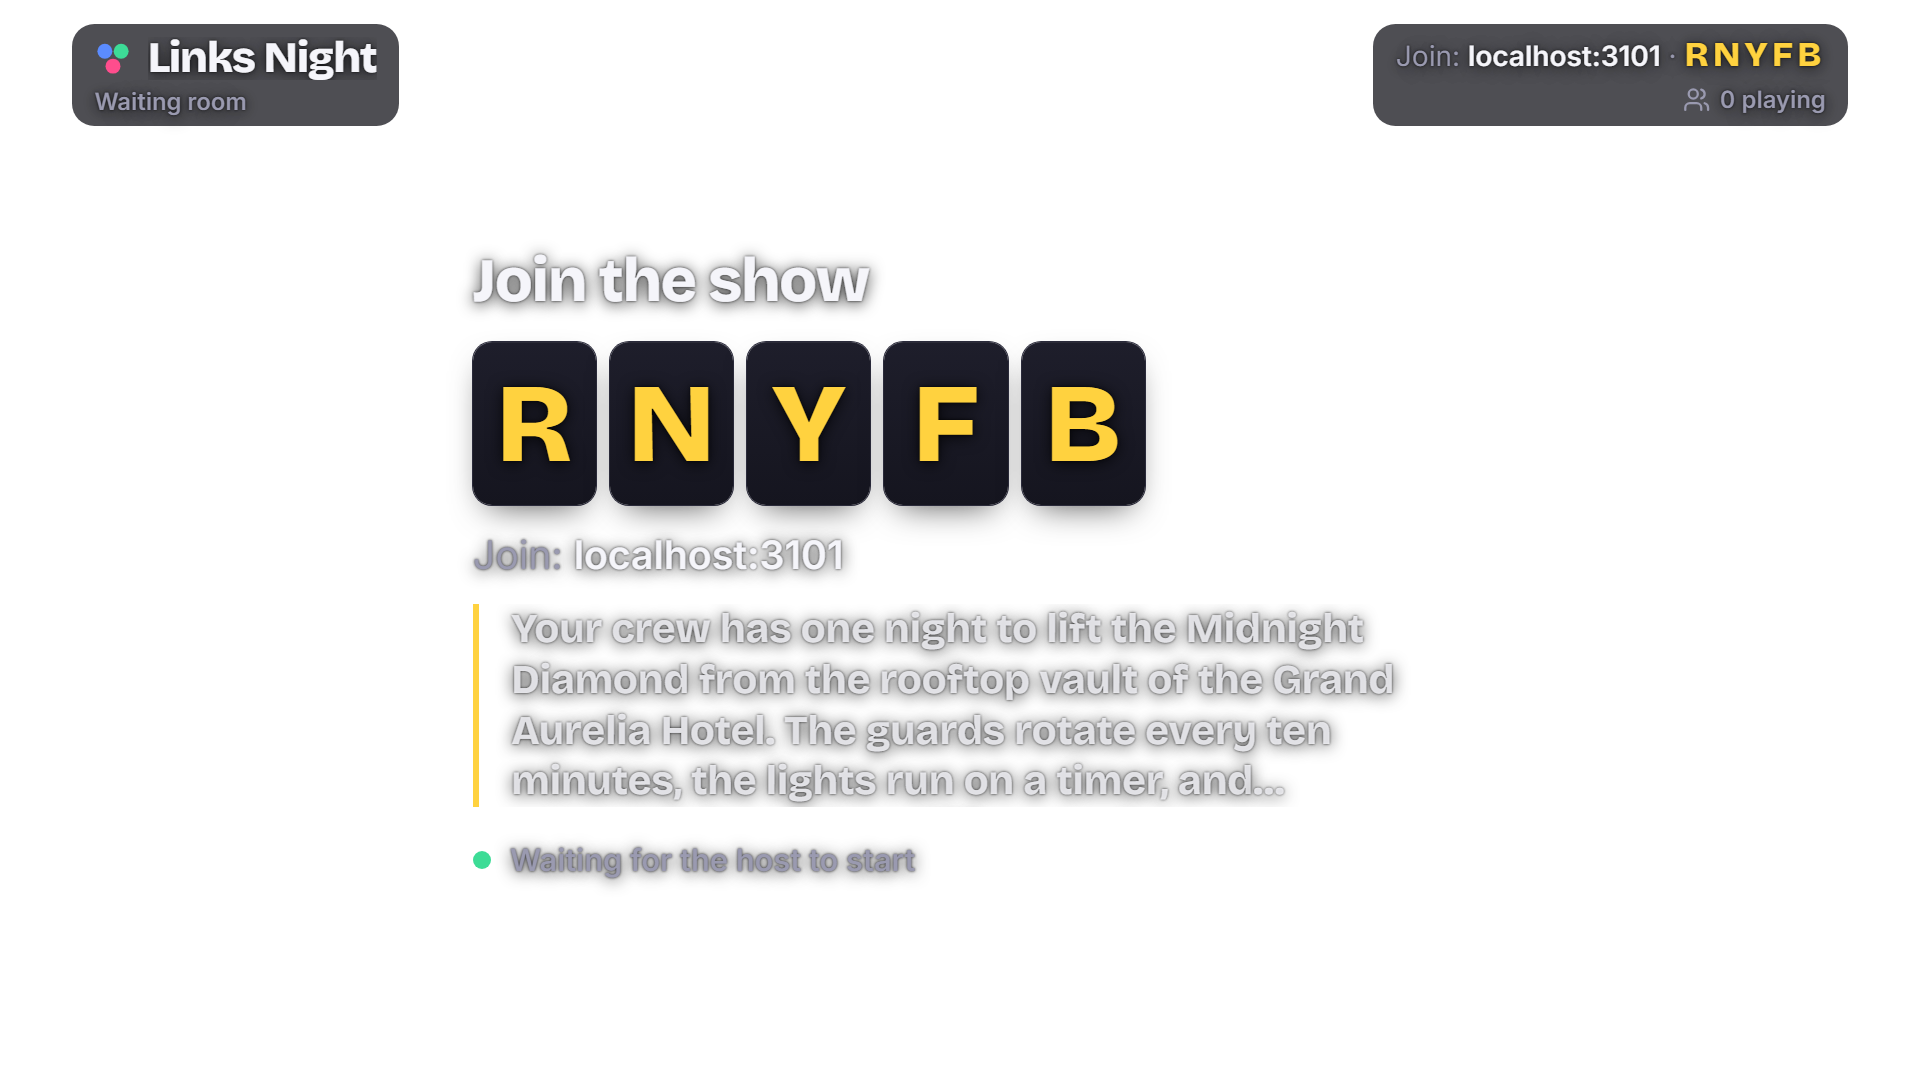 Links Night
Waiting room
Join: localhost:3101 · RNYFB
0 playing
Join the show
RNYFB
Join: localhost:3101
Your crew has one night to lift the Midnight
Diamond from the rooftop vault of the Grand
Aurelia Hotel. The guards rotate every ten
minutes, the lights run on a timer, and...
Waiting for the host to start